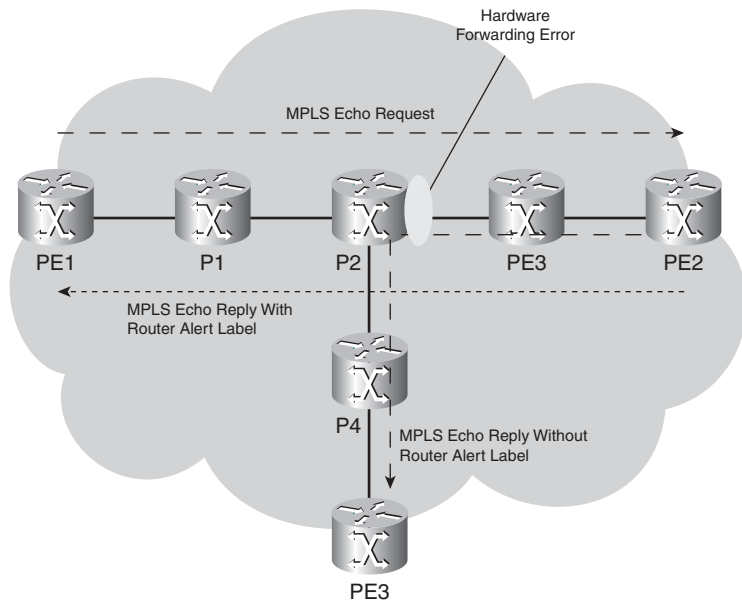 Hardware
Forwarding Error
MPLS Echo Request
PE1
P1
P2
PE3
PE2
MPLS Echo Reply With
Router Alert Label
P4
MPLS Echo Reply Without
Router Alert Label
PE3